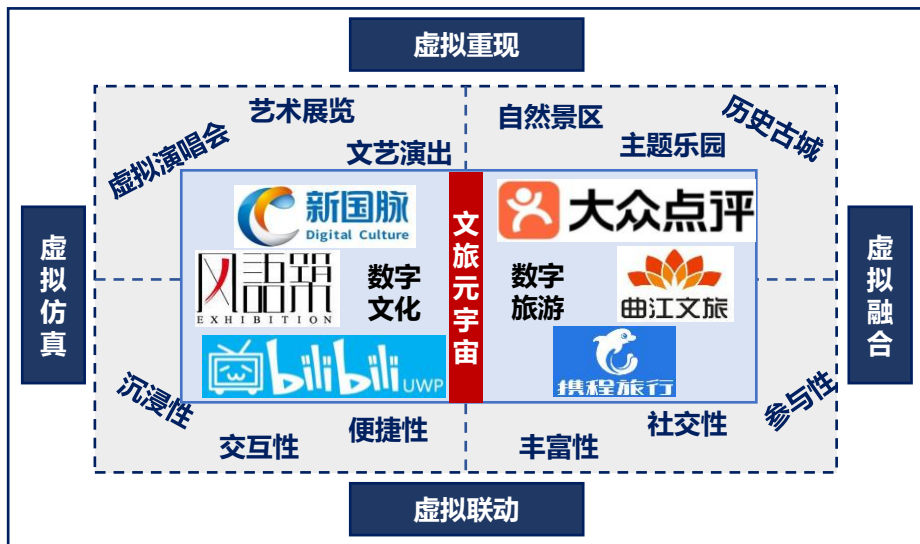 虚拟重现
艺术展览
自然景区
历史古城
虚拟演唱会
文艺演出
主题乐园
虚拟仿真
新国脉
Digital Culture
风語築
EXHIBITION
数字
文化
bilibili UWP
文旅元宇宙
大众点评
数字
旅游
曲江文旅
携程旅行
虚拟融合
沉浸性
交互性
便捷性
丰富性
社交性
参与性
虚拟联动